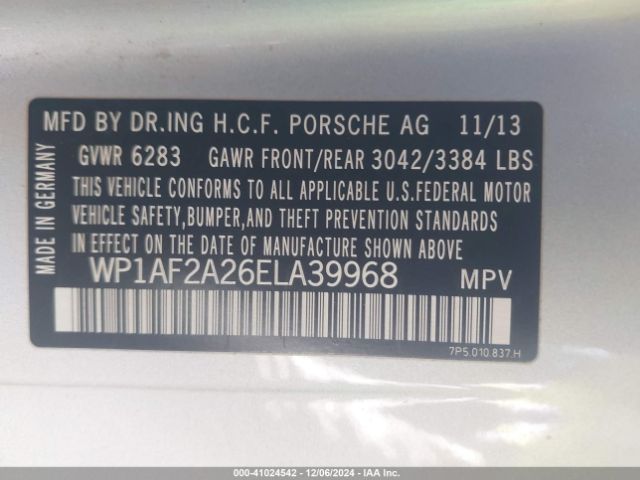 MFD BY DR.ING H.C.F. PORSCHE AG 11/13
GVWR 6283 GAWR FRONT/REAR 3042/3384 LBS
THIS VEHICLE CONFORMS TO ALL APPLICABLE U.S.FEDERAL MOTOR
VEHICLE SAFETY,BUMPER,AND THEFT PREVENTION STANDARDS
IN EFFECT ON THE DATE OF MANUFACTURE SHOWN ABOVE.
WP1AF2A26ELA39968 MPV
MADE IN GERMANY
7P5.010.837.H
000-41024542 - 12/06/2024 - IAA Inc.